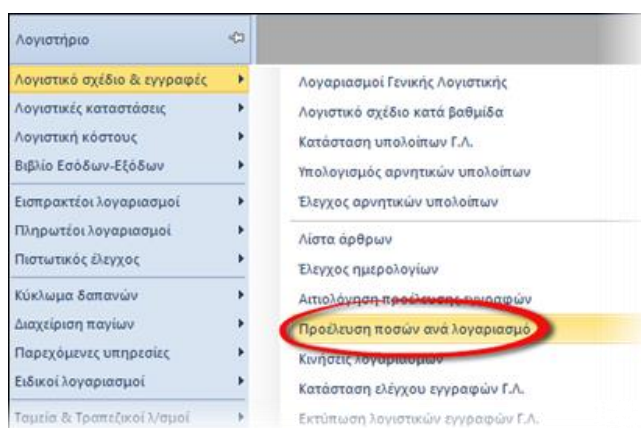 Λογιστήριο
Λογιστικό σχέδιο & εγγραφές
Λογιστικές καταστάσεις
Λογιστική κόστους
Βιβλίο Εσόδων-Εξόδων
Εισπρακτέοι λογαριασμοί
Πληρωτέοι λογαριασμοί
Πιστωτικός έλεγχος
Κύκλωμα δαπανών
Διαχείριση παγίων
Παρεχόμενες υπηρεσίες
Ειδικοί λογαριασμοί
Ταμεία & Τραπεζικοί λ/σμοί
Λογαριασμοί Γενικής Λογιστικής
Λογιστικό σχέδιο κατά βαθμίδα
Κατάσταση υπολοίπων Γ.Λ.
Υπολογισμός αρνητικών υπολοίπων
Έλεγχος αρνητικών υπολοίπων
Λίστα άρθρων
Έλεγχος ημερολογίων
Αιτιολόγηση προέλευσης εγγραφών
Προέλευση ποσών ανά λογαριασμό
Κινήσεις λογαριασμών
Κατάσταση ελέγχου εγγραφών Γ.Λ.
Εκτύπωση λογιστικών εγγραφών Γ.Λ.